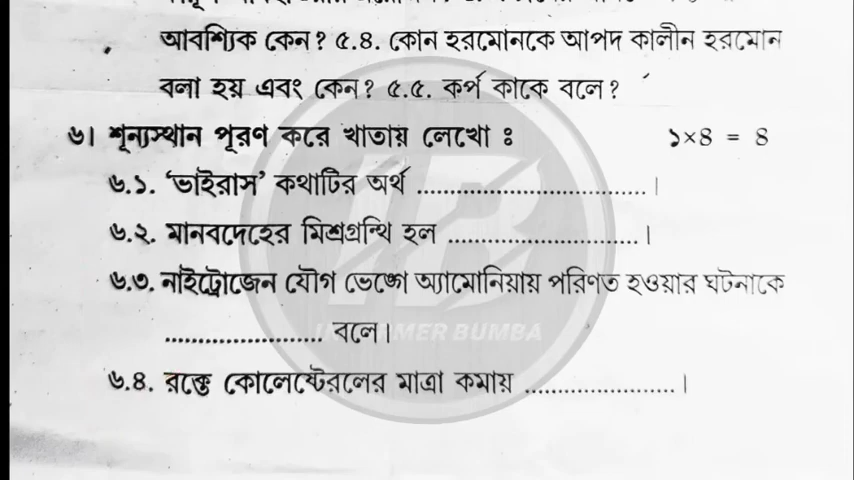 আবশ্যিক কেন? ৫.৪. কোন হরমোনকে আপদ কালীন হরমোন
বলা হয় এবং কেন? ৫.৫. কর্প কাকে বলে?
৬। শূন্যস্থান পূরণ করে খাতায় লেখো ঃ ১×৪ = ৪
৬.১. ‘ভাইরাস’ কথাটির অর্থ ................................।
৬.২. মানবদেহের মিশ্রগ্রন্থি হল ...........................।
৬.৩. নাইট্রোজেন যৌগ ভেঙ্গে অ্যামোনিয়ায় পরিণত হওয়ার ঘটনাকে
....................... বলে।
৬.৪. রক্তে কোলেস্টেরলের মাত্রা কমায় ......................।
BUMBA